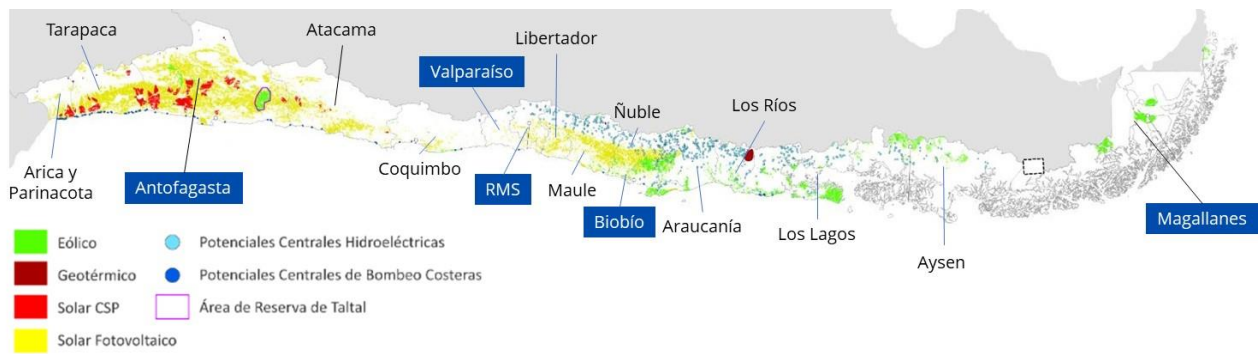 Tarapaca
Atacama
Libertador
Valparaíso
Ñuble
Los Ríos
Arica y
Parinacota
Antofagasta
Coquimbo
RMS
Maule
Biobío
Araucanía
Los Lagos
Aysen
Magallanes
Eólico
Potenciales Centrales Hidroeléctricas
Geotérmico
Potenciales Centrales de Bombeo Costeras
Solar CSP
Área de Reserva de Taltal
Solar Fotovoltaico